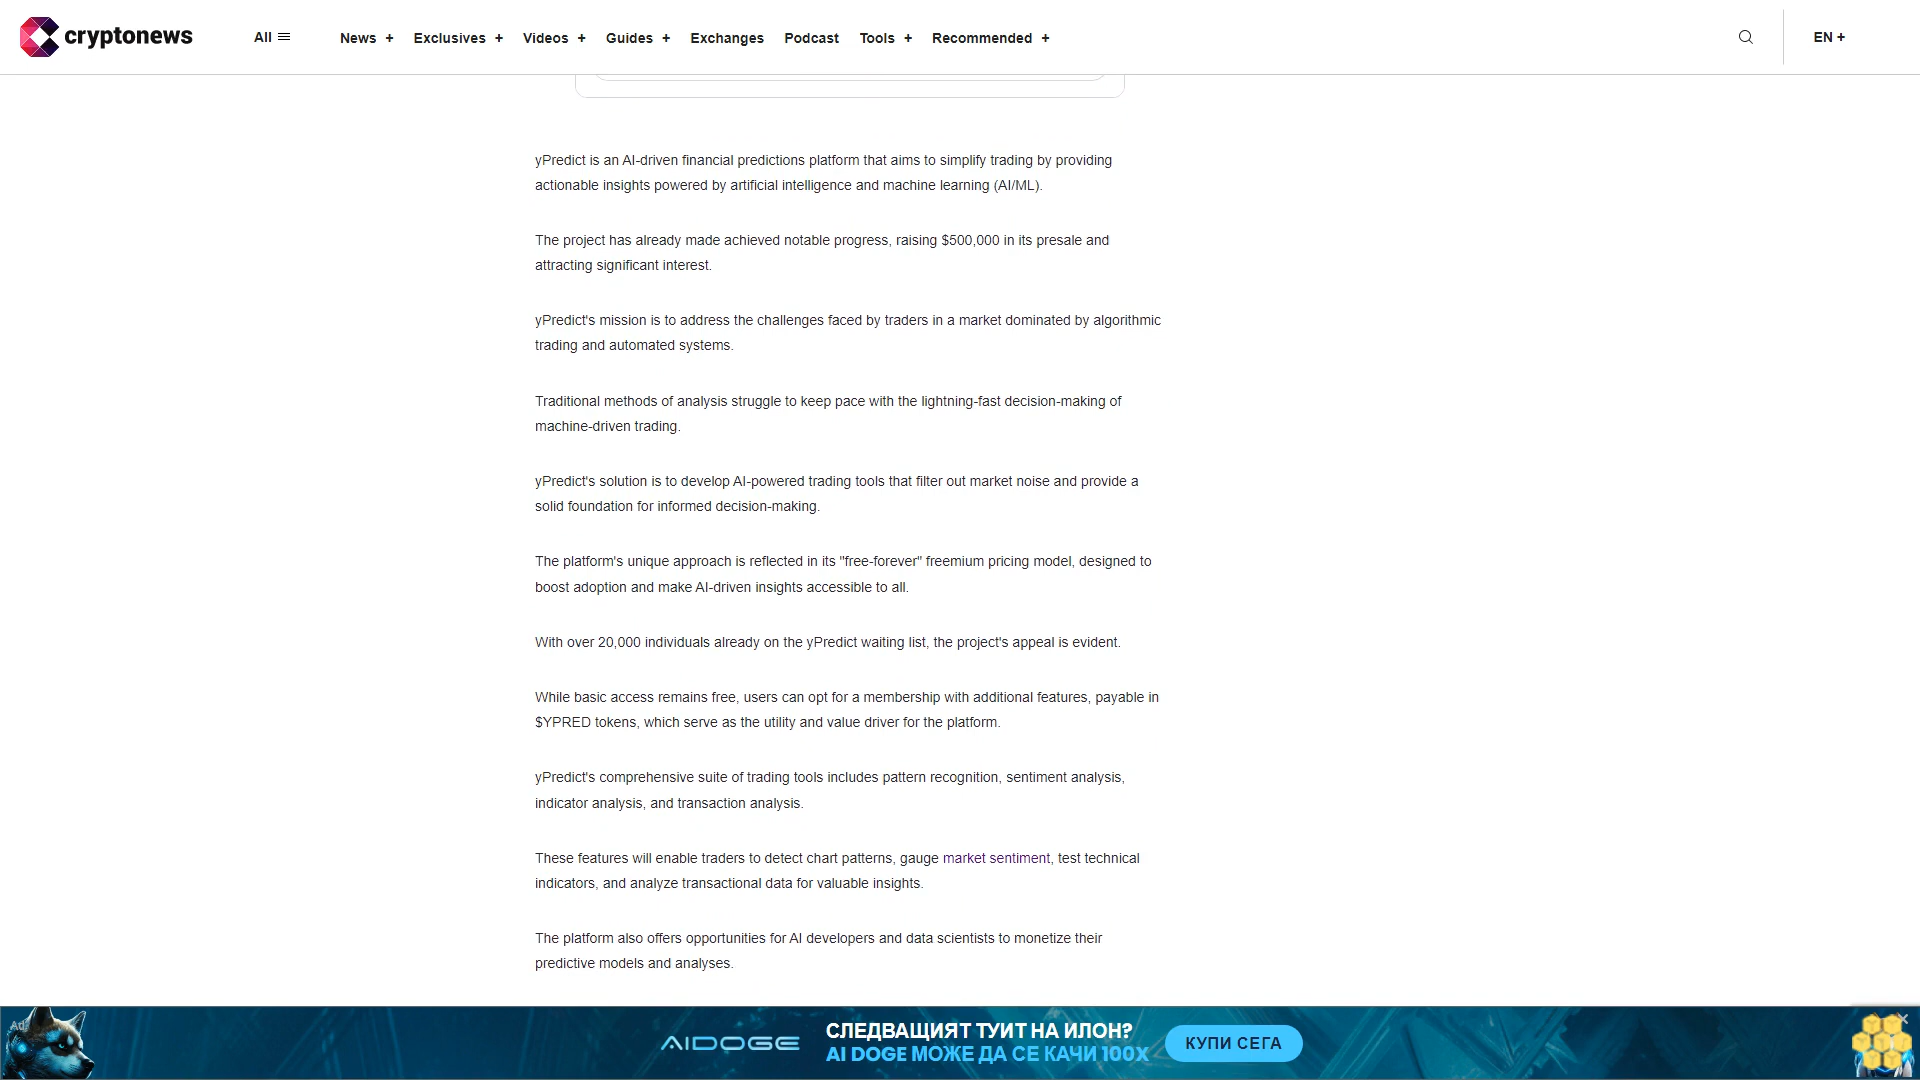 cryptonews
All
News +
Exclusives +
Videos +
Guides +
Exchanges
Podcast
Tools +
Recommended +
EN +
yPredict is an AI-driven financial predictions platform that aims to simplify trading by providing
actionable insights powered by artificial intelligence and machine learning (AI/ML).
The project has already made achieved notable progress, raising $500,000 in its presale and
attracting significant interest.
yPredict's mission is to address the challenges faced by traders in a market dominated by algorithmic
trading and automated systems.
Traditional methods of analysis struggle to keep pace with the lightning-fast decision-making of
machine-driven trading.
yPredict's solution is to develop AI-powered trading tools that filter out market noise and provide a
solid foundation for informed decision-making.
The platform's unique approach is reflected in its "free-forever" freemium pricing model, designed to
boost adoption and make AI-driven insights accessible to all.
With over 20,000 individuals already on the yPredict waiting list, the project's appeal is evident.
While basic access remains free, users can opt for a membership with additional features, payable in
$YPRED tokens, which serve as the utility and value driver for the platform.
yPredict's comprehensive suite of trading tools includes pattern recognition, sentiment analysis,
indicator analysis, and transaction analysis.
These features will enable traders to detect chart patterns, gauge market sentiment, test technical
indicators, and analyze transactional data for valuable insights.
The platform also offers opportunities for AI developers and data scientists to monetize their
predictive models and analyses.
Ad
AIDOGE
СЛЕДВАЩИЯТ ТУИТ НА ИЛОН?
AI DOGE МОЖЕ ДА СЕ КАЧИ 100X
КУПИ СЕГА